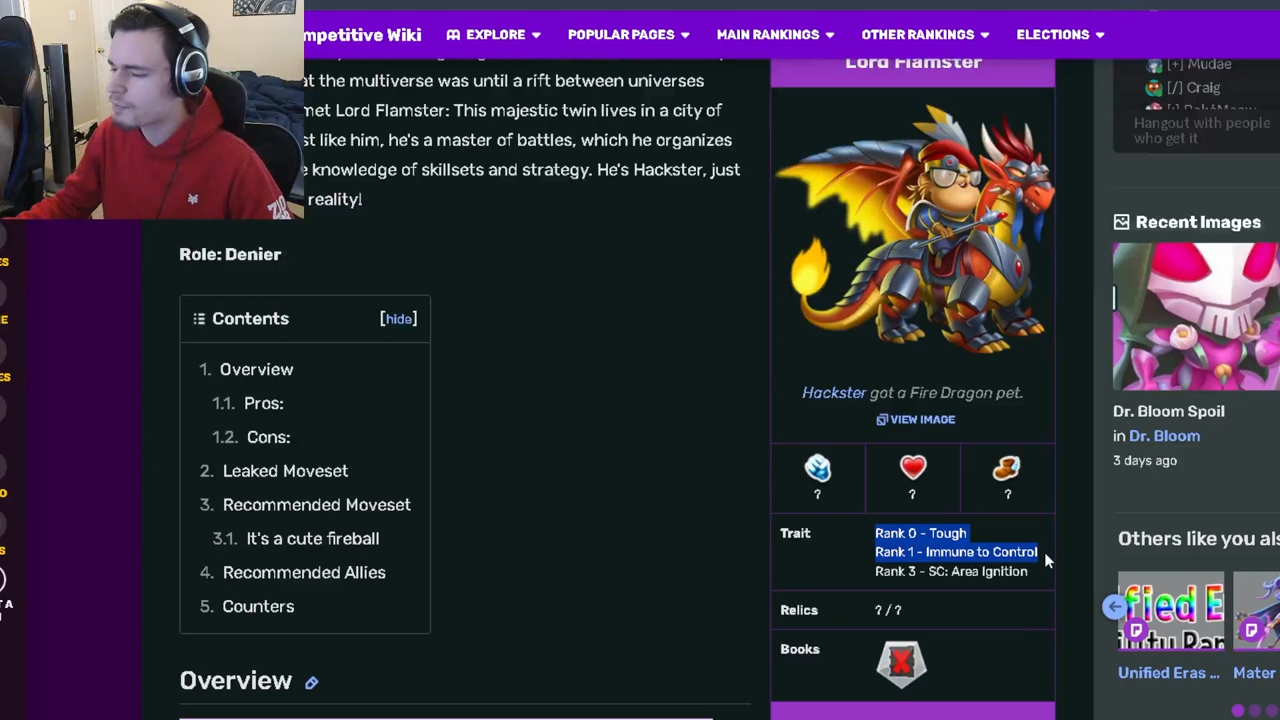 mpetitive Wiki
EXPLORE
POPULAR PAGES
MAIN RANKINGS
OTHER RANKINGS
ELECTIONS
at the multiverse was until a rift between universes
met Lord Flamster: This majestic twin lives in a city of
st like him, he's a master of battles, which he organizes
knowledge of skillsets and strategy. He's Hackster, just
reality!
Role: Denier
Contents [hide]
1. Overview
1.1. Pros:
1.2. Cons:
2. Leaked Moveset
3. Recommended Moveset
3.1. It's a cute fireball
4. Recommended Allies
5. Counters
Overview
Lord Flamster
Hackster got a Fire Dragon pet.
VIEW IMAGE
? ? ?
Trait
Rank 0 - Tough
Rank 1 - Immune to Control
Rank 3 - SC: Area Ignition
Relics ? / ?
Books
[+] Mudae
[/] Craig
Hangout with people
who get it
Recent Images
Dr. Bloom Spoil
in Dr. Bloom
3 days ago
Others like you als
fied E
Unified Eras ...
Mater